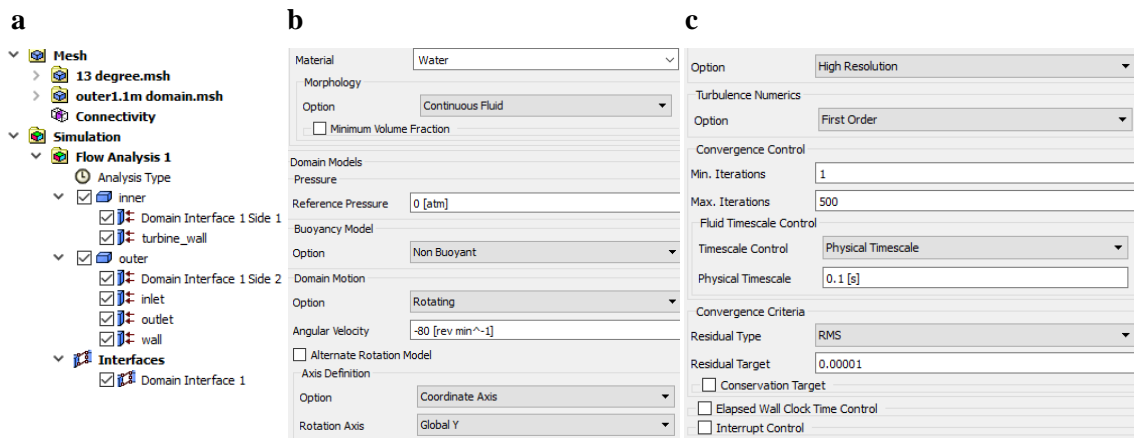 a
Mesh
13 degree.msh
outer1.1m domain.msh
Connectivity
Simulation
Flow Analysis 1
Analysis Type
inner
Domain Interface 1 Side 1
turbine_wall
outer
Domain Interface 1 Side 2
inlet
outlet
wall
Interfaces
Domain Interface 1
b
Material Water
Morphology
Option Continuous Fluid
Minimum Volume Fraction
Domain Models
Pressure
Reference Pressure 0 [atm]
Buoyancy Model
Option Non Buoyant
Domain Motion
Option Rotating
Angular Velocity -80 [rev min^-1]
Alternate Rotation Model
Axis Definition
Option Coordinate Axis
Rotation Axis Global Y
c
Option High Resolution
Turbulence Numerics
Option First Order
Convergence Control
Min. Iterations 1
Max. Iterations 500
Fluid Timescale Control
Timescale Control Physical Timescale
Physical Timescale 0.1 [s]
Convergence Criteria
Residual Type RMS
Residual Target 0.00001
Conservation Target
Elapsed Wall Clock Time Control
Interrupt Control